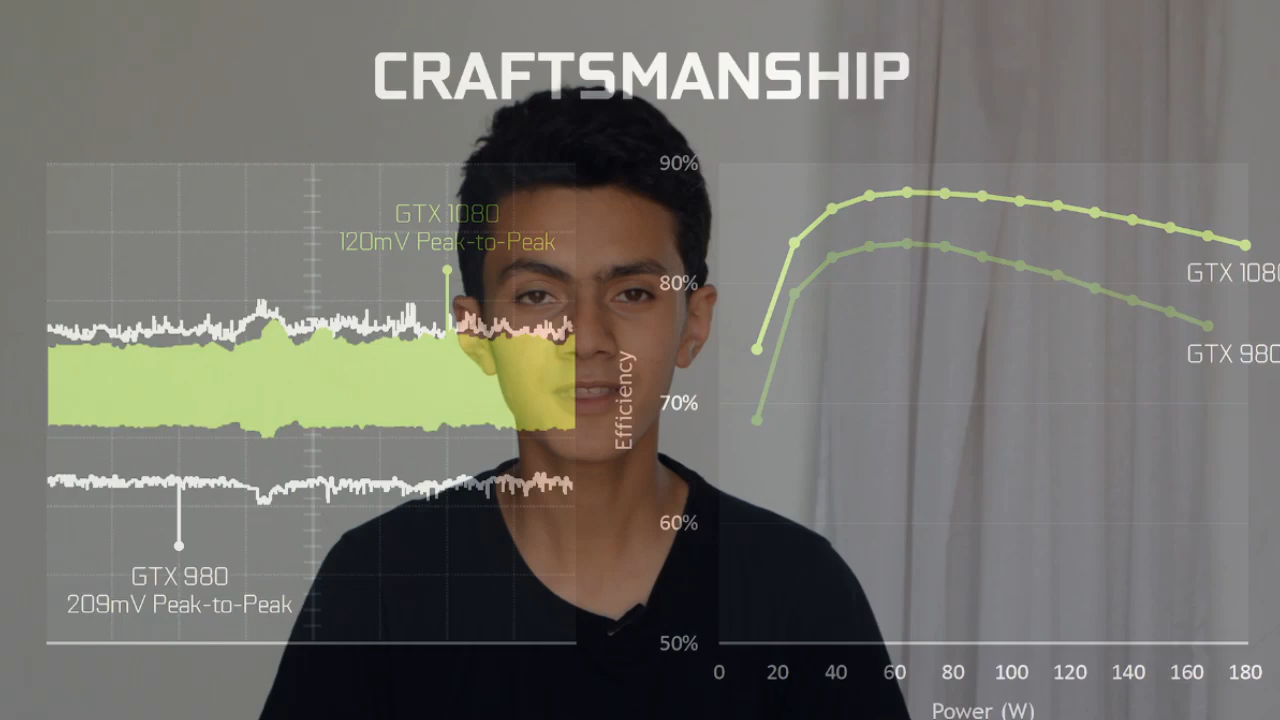 CRAFTSMANSHIP
GTX 1080
120mV Peak-to-Peak
GTX 980
209mV Peak-to-Peak
Efficiency
90%
80%
70%
60%
50%
GTX 1080
GTX 980
0 20 40 60 80 100 120 140 160 180
Power (W)